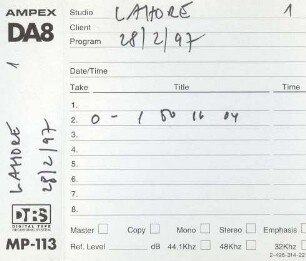 AMPEX
DA8
1
LAHORE
28/2/97
DTRS
DIGITAL TAPE
RECORDING SYSTEM
MP-113
Studio LAHORE 1
Client
Program 28/2/97
Date/Time
Take Title Time
1.
2. 0 - 1 50 16 04
3.
4.
5.
6.
7.
8.
Master Copy Mono Stereo Emphasis
Ref. Level dB 44.1Khz 48Khz 32Khz